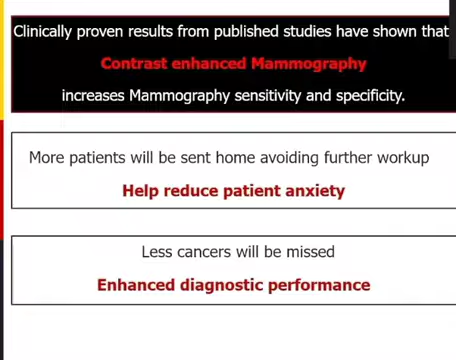 Clinically proven results from published studies have shown that
Contrast enhanced Mammography
increases Mammography sensitivity and specificity.
More patients will be sent home avoiding further workup
Help reduce patient anxiety
Less cancers will be missed
Enhanced diagnostic performance